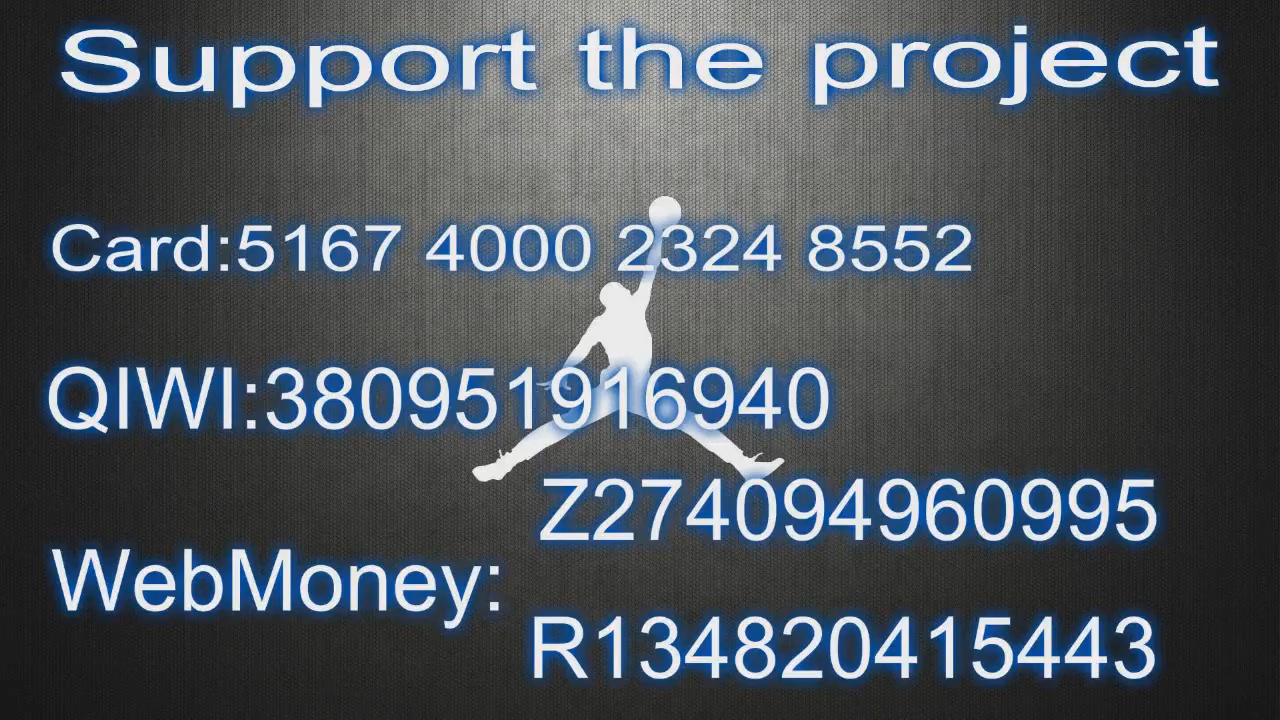 Support the project
Card:5167 4000 2324 8552
QIWI:380951916940
Z274094960995
WebMoney:
R134820415443